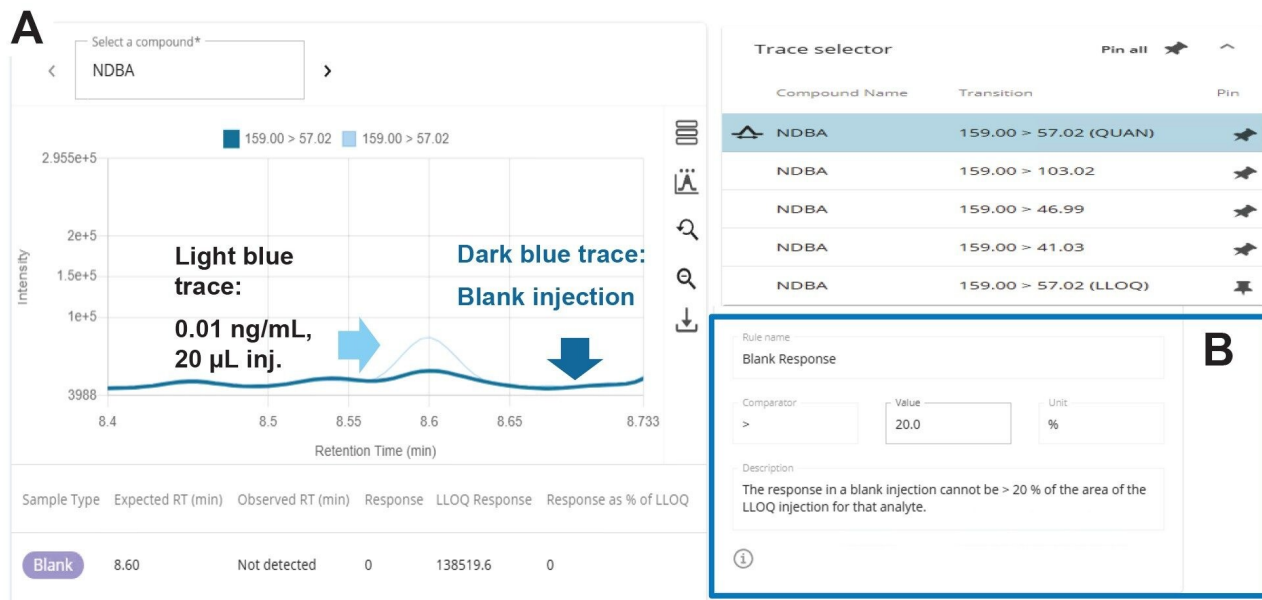 A
Select a compound*
NDBA
159.00 > 57.02 159.00 > 57.02
2.955e+5
2e+5
1.5e+5
1e+5
3988
Intensity
Light blue
trace:
0.01 ng/mL,
20 µL inj.
Dark blue trace:
Blank injection
8.4 8.5 8.55 8.6 8.65 8.733
Retention Time (min)
Sample Type Expected RT (min) Observed RT (min) Response LLOQ Response Response as % of LLOQ
Blank 8.60 Not detected 0 138519.6 0
Trace selector Pin all
Compound Name Transition Pin
NDBA 159.00 > 57.02 (QUAN)
NDBA 159.00 > 103.02
NDBA 159.00 > 46.99
NDBA 159.00 > 41.03
NDBA 159.00 > 57.02 (LLOQ)
B
Rule name
Blank Response
Comparator Value Unit
> 20.0 %
Description
The response in a blank injection cannot be > 20 % of the area of the
LLOQ injection for that analyte.